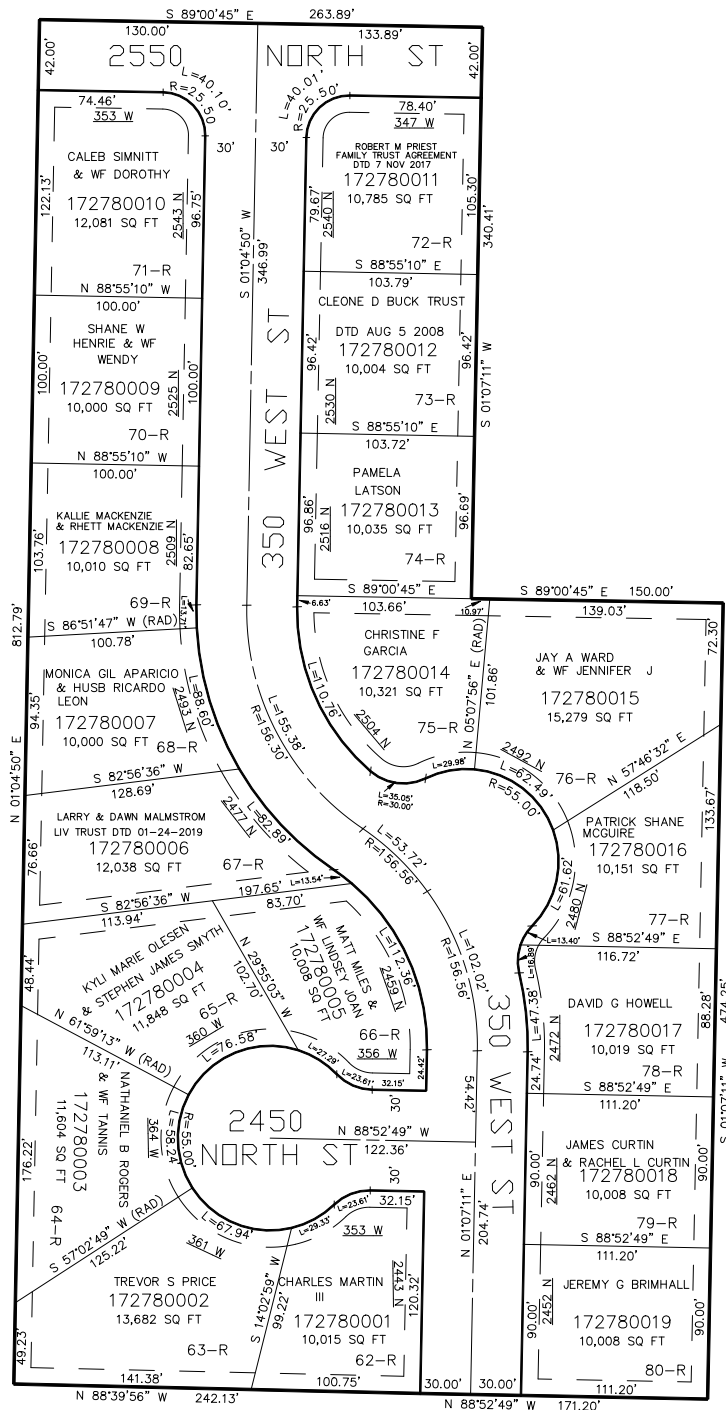 S 89°00'45" E 263.89'
130.00' 133.89'
2550 NORTH ST
42.00'
42.00'
L=40.10'
R=25.50
L=40.01'
R=25.50
74.46'
353 W
78.40'
347 W
30' 30'
CALEB SIMNITT
& WF DOROTHY
172780010
12,081 SQ FT
71-R
122.13'
2543 N
96.75'
ROBERT M PRIEST
FAMILY TRUST AGREEMENT
DTD 7 NOV 2017
172780011
10,785 SQ FT
72-R
79.67'
2540 N
105.30'
340.41'
S 01°04'50" W
346.99'
N 88°55'10" W
100.00'
S 88°55'10" E
103.79'
SHANE W
HENRIE & WF
WENDY
172780009
10,000 SQ FT
70-R
100.00'
2525 N
100.00'
CLEONE D BUCK TRUST
DTD AUG 5 2008
172780012
10,004 SQ FT
73-R
96.42'
2530 N
96.42'
S 01°07'11" W
350 WEST ST
N 88°55'10" W
100.00'
S 88°55'10" E
103.72'
KALLIE MACKENZIE
& RHETT MACKENZIE
172780008
10,010 SQ FT
69-R
103.76'
2509 N
82.65'
L=13.71'
PAMELA
LATSON
172780013
10,035 SQ FT
74-R
96.86'
2516 N
96.69'
S 89°00'45" E
103.66'
6.63'
10.97'
S 89°00'45" E 150.00'
139.03'
72.30'
812.79'
N 01°04'50" E
S 86°51'47" W (RAD)
100.78'
MONICA GIL APARICIO
& HUSB RICARDO
LEON
172780007
10,000 SQ FT
68-R
94.35'
2493 N
L=88.60'
L=155.38'
R=156.30'
L=110.76'
CHRISTINE F
GARCIA
172780014
10,321 SQ FT
75-R
2504 N
N 05°07'56" E (RAD)
101.86'
JAY A WARD
& WF JENNIFER J
172780015
15,279 SQ FT
76-R
2492 N
L=29.98'
L=35.05'
R=30.00'
L=62.49'
R=55.00'
N 57°46'32" E
118.50'
S 82°56'36" W
128.69'
LARRY & DAWN MALMSTROM
LIV TRUST DTD 01-24-2019
172780006
12,038 SQ FT
67-R
76.66'
2477 N
L=82.89'
L=13.54'
L=53.72'
R=156.56'
PATRICK SHANE
MCGUIRE
172780016
10,151 SQ FT
77-R
133.67'
L=61.62'
2480 N
L=13.40'
L=16.89'
S 82°56'36" W 197.65'
113.94' 83.70'
S 88°52'49" E
116.72'
KYLI MARIE OLESEN
& STEPHEN JAMES SMYTH
172780004
11,848 SQ FT
65-R
360 W
48.44'
N 29°55'03" W
102.70'
MATT MILES &
WF LINDSEY JOAN
172780005
10,008 SQ FT
66-R
356 W
2459 N
L=112.36'
L=102.02'
R=156.56'
24.42'
DAVID G HOWELL
172780017
10,019 SQ FT
78-R
L=47.38'
24.74'
2472 N
88.28'
474.25'
S 01°07'11" W
N 61°59'13" W (RAD)
113.11'
L=76.58'
L=27.29'
L=23.61'
32.15'
30'
S 88°52'49" E
111.20'
NATHANIEL B ROGERS
& WF TANNIS
172780003
11,604 SQ FT
64-R
176.22'
364 W
L=58.24'
R=55.00'
2450
NORTH ST
N 88°52'49" W
122.36'
54.42'
350 WEST ST
N 01°07'11" E
204.74'
JAMES CURTIN
& RACHEL L CURTIN
172780018
10,008 SQ FT
79-R
90.00'
2462 N
90.00'
S 57°02'49" W (RAD)
125.22'
L=67.94'
361 W
L=29.33'
L=23.61'
32.15'
353 W
30'
S 88°52'49" E
111.20'
TREVOR S PRICE
172780002
13,682 SQ FT
63-R
49.23'
S 14°02'59" W
99.22'
CHARLES MARTIN
III
172780001
10,015 SQ FT
62-R
2443 N
120.32'
JEREMY G BRIMHALL
172780019
10,008 SQ FT
80-R
90.00'
2452 N
90.00'
141.38' 100.75' 30.00' 30.00' 111.20'
N 88°39'56" W 242.13'
N 88°52'49" W 171.20'